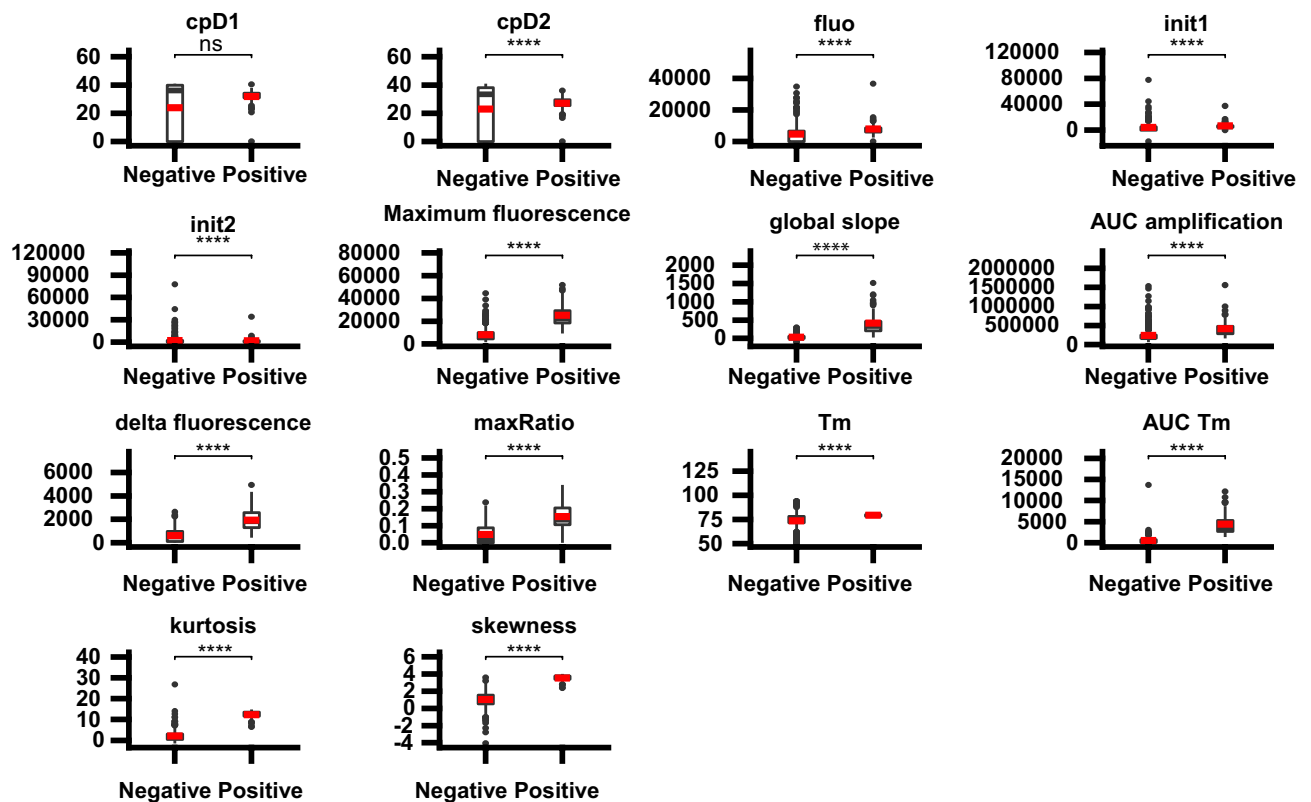 cpD1
ns
60
40
20
0
Negative Positive
cpD2
****
60
40
20
0
Negative Positive
fluo
****
40000
20000
0
Negative Positive
init1
****
120000
80000
40000
0
Negative Positive
init2
****
120000
90000
60000
30000
0
Negative Positive
Maximum fluorescence
****
80000
60000
40000
20000
0
Negative Positive
global slope
****
2000
1500
1000
500
0
Negative Positive
AUC amplification
****
2000000
1500000
1000000
500000
0
Negative Positive
delta fluorescence
****
6000
4000
2000
0
Negative Positive
maxRatio
****
0.5
0.4
0.3
0.2
0.1
0.0
Negative Positive
Tm
****
125
100
75
50
Negative Positive
AUC Tm
****
20000
15000
10000
5000
0
Negative Positive
kurtosis
****
40
30
20
10
0
Negative Positive
skewness
****
6
4
2
0
-2
-4
Negative Positive